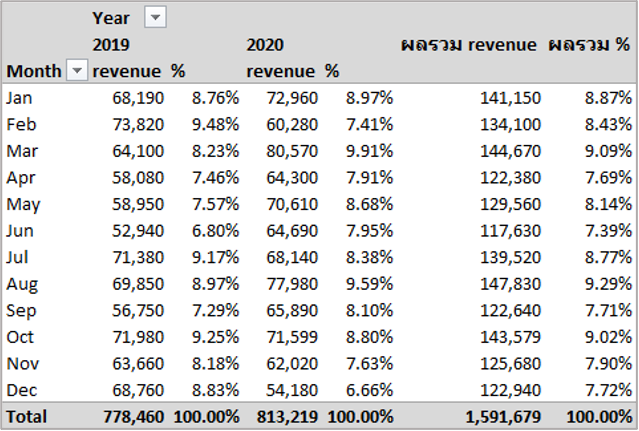 Year
2019 2020 ผลรวม revenue ผลรวม %
Month revenue % revenue %
Jan 68,190 8.76% 72,960 8.97% 141,150 8.87%
Feb 73,820 9.48% 60,280 7.41% 134,100 8.43%
Mar 64,100 8.23% 80,570 9.91% 144,670 9.09%
Apr 58,080 7.46% 64,300 7.91% 122,380 7.69%
May 58,950 7.57% 70,610 8.68% 129,560 8.14%
Jun 52,940 6.80% 64,690 7.95% 117,630 7.39%
Jul 71,380 9.17% 68,140 8.38% 139,520 8.77%
Aug 69,850 8.97% 77,980 9.59% 147,830 9.29%
Sep 56,750 7.29% 65,890 8.10% 122,640 7.71%
Oct 71,980 9.25% 71,599 8.80% 143,579 9.02%
Nov 63,660 8.18% 62,020 7.63% 125,680 7.90%
Dec 68,760 8.83% 54,180 6.66% 122,940 7.72%
Total 778,460 100.00% 813,219 100.00% 1,591,679 100.00%